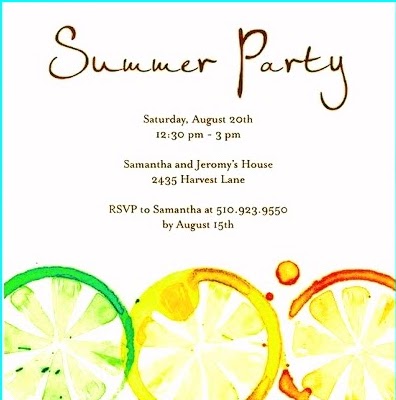 Summer Party
Saturday, August 20th
12:30 pm - 3 pm
Samantha and Jeromy's House
2435 Harvest Lane
RSVP to Samantha at 510.923.9550
by August 15th